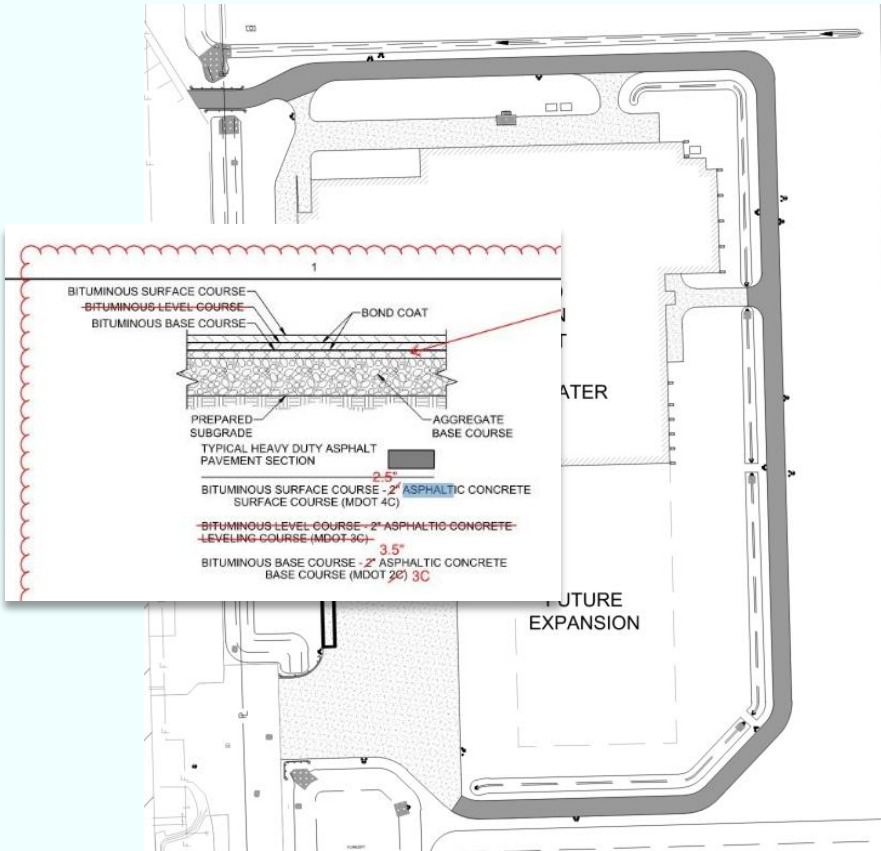 1
BITUMINOUS SURFACE COURSE
BITUMINOUS LEVEL COURSE
BITUMINOUS BASE COURSE
BOND COAT
PREPARED
SUBGRADE
AGGREGATE
BASE COURSE
TYPICAL HEAVY DUTY ASPHALT
PAVEMENT SECTION
2.5"
BITUMINOUS SURFACE COURSE - 2" ASPHALTIC CONCRETE
SURFACE COURSE (MDOT 4C)
BITUMINOUS LEVEL COURSE - 2" ASPHALTIC CONCRETE
LEVELING COURSE (MDOT 3C)
3.5"
BITUMINOUS BASE COURSE - 2" ASPHALTIC CONCRETE
BASE COURSE (MDOT 2C) 3C
ATER
FUTURE
EXPANSION